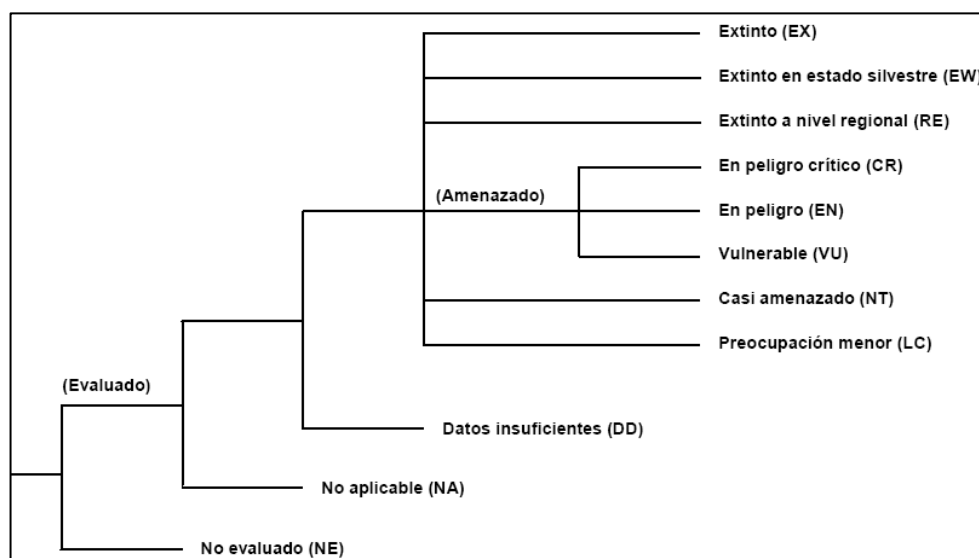 Extinto (EX)
Extinto en estado silvestre (EW)
Extinto a nivel regional (RE)
En peligro crítico (CR)
(Amenazado)
En peligro (EN)
Vulnerable (VU)
Casi amenazado (NT)
Preocupación menor (LC)
(Evaluado)
Datos insuficientes (DD)
No aplicable (NA)
No evaluado (NE)